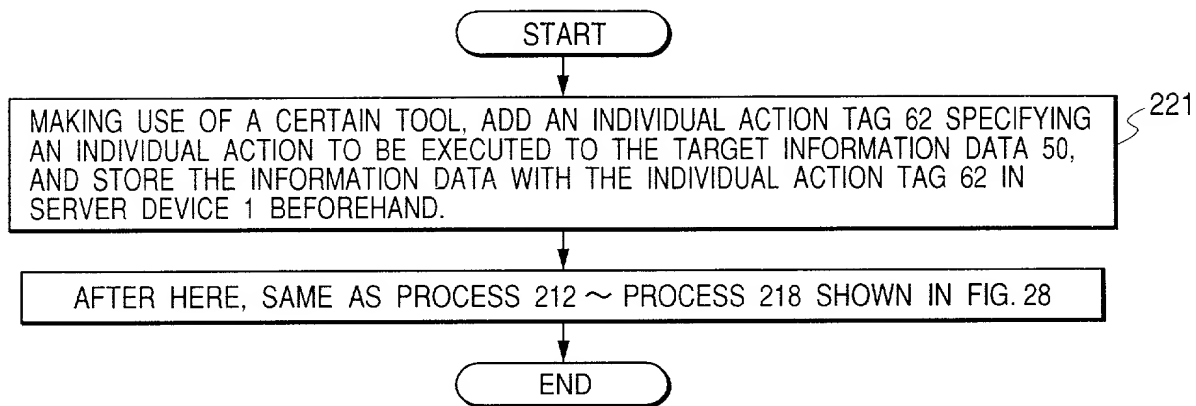 START
MAKING USE OF A CERTAIN TOOL, ADD AN INDIVIDUAL ACTION TAG 62 SPECIFYING
AN INDIVIDUAL ACTION TO BE EXECUTED TO THE TARGET INFORMATION DATA 50,
AND STORE THE INFORMATION DATA WITH THE INDIVIDUAL ACTION TAG 62 IN
SERVER DEVICE 1 BEFOREHAND.
221
AFTER HERE, SAME AS PROCESS 212 ~ PROCESS 218 SHOWN IN FIG. 28
END